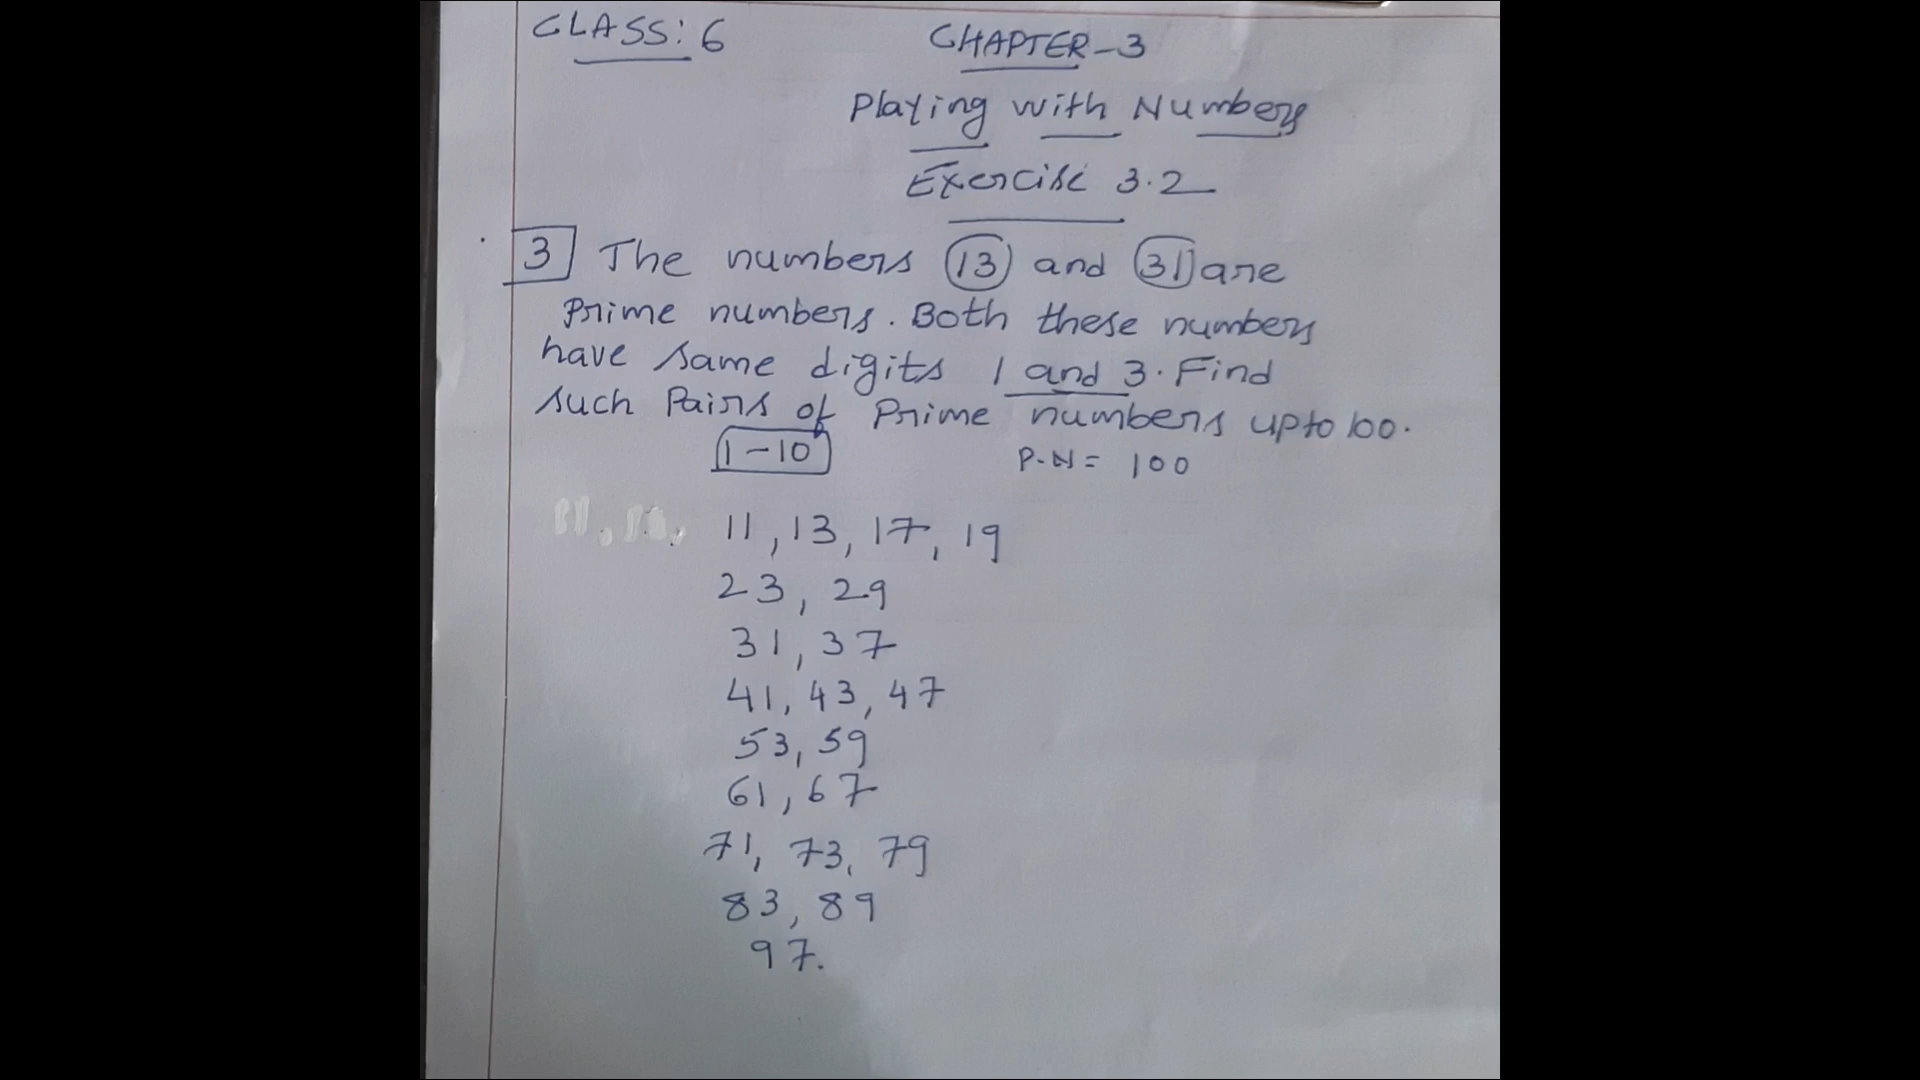 CLASS: 6
CHAPTER-3
Playing with Numbers
Exercise 3.2
3 The numbers 13 and 31 are
Prime numbers. Both these numbers
have same digits 1 and 3. Find
such Pairs of Prime numbers upto 100.
1-10
P.N = 100
11, 13, 17, 19
23, 29
31, 37
41, 43, 47
53, 59
61, 67
71, 73, 79
83, 89
97.